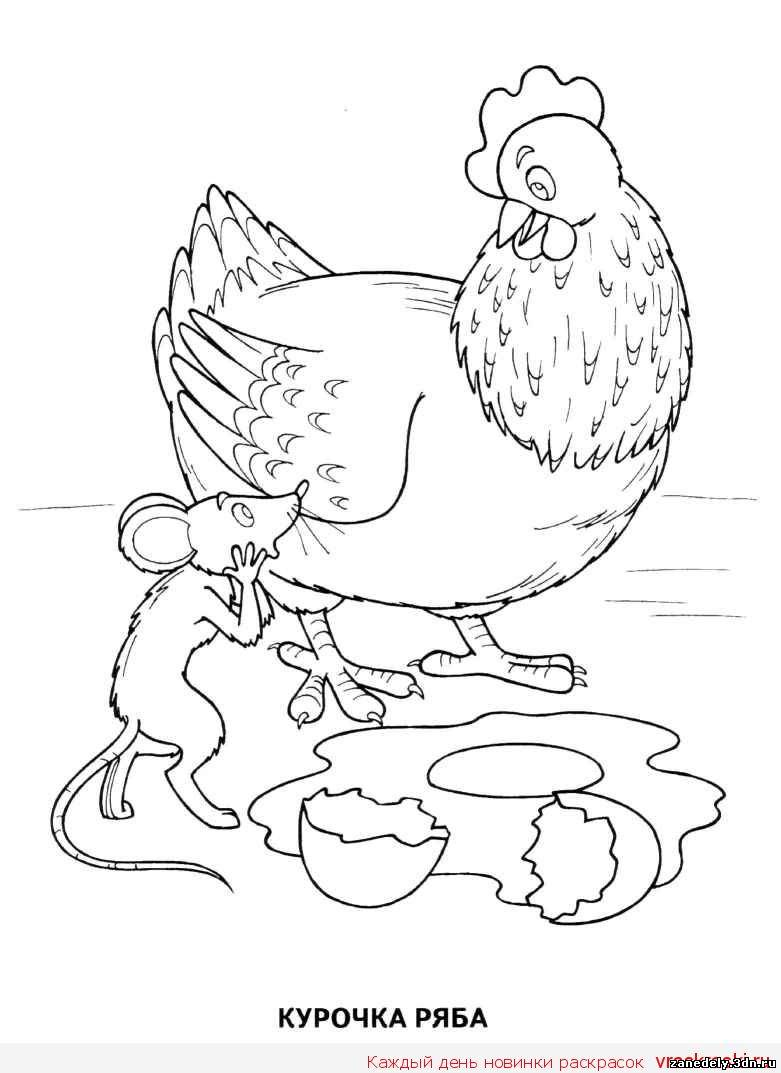 КУРОЧКА РЯБА
Каждый день новинки раскрасок
zanedely.3dn.ru